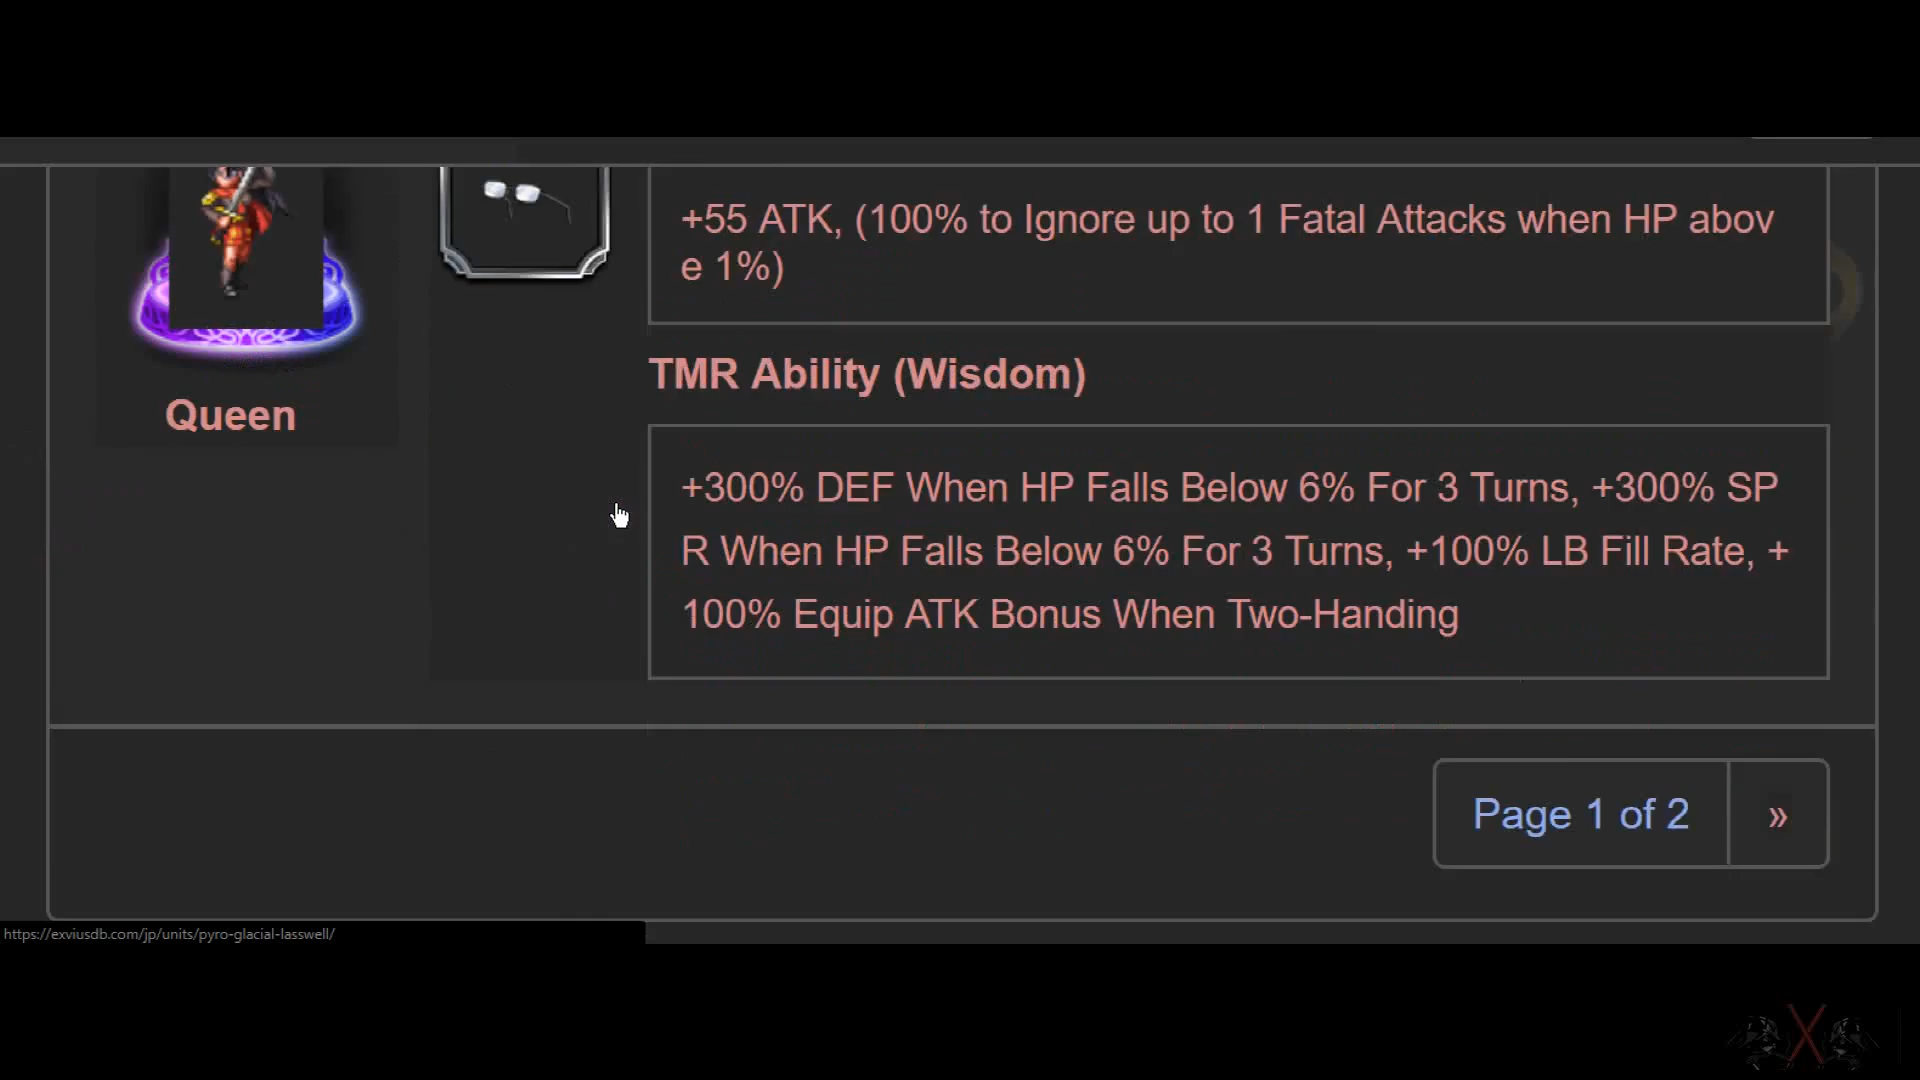 +55 ATK, (100% to Ignore up to 1 Fatal Attacks when HP abov
e 1%)
TMR Ability (Wisdom)
Queen
+300% DEF When HP Falls Below 6% For 3 Turns, +300% SP
R When HP Falls Below 6% For 3 Turns, +100% LB Fill Rate, +
100% Equip ATK Bonus When Two-Handing
Page 1 of 2 »
https://exviusdb.com/jp/units/pyro-glacial-lasswell/
X